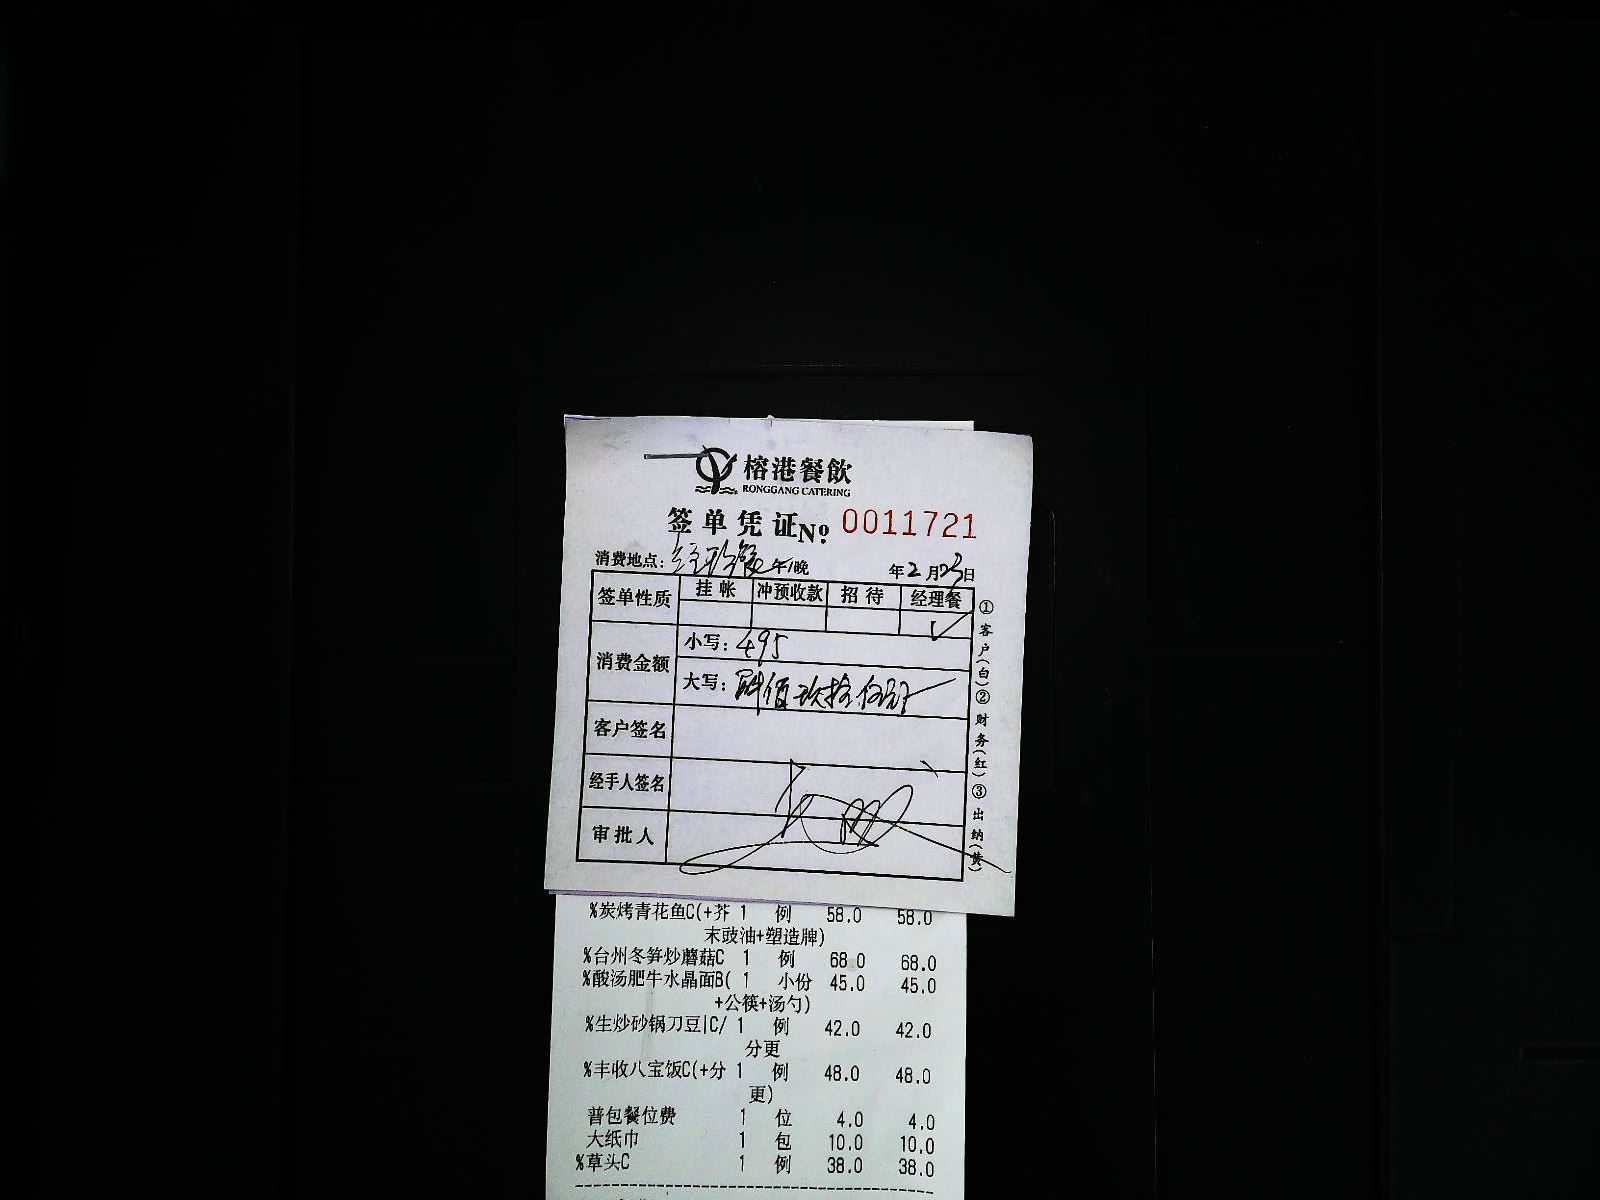 榕港餐飲
RONGGANG CATERING
签单凭证 No: 0011721
消费地点: 午/晚 年2月25日
签单性质 挂帐 冲预收款 招待 经理餐
✓
消费金额 小写: 495
大写: 肆佰玖拾伍元
客户签名
经手人签名
审批人
①客户(白)②财务(红)③出纳(黄)
%炭烤青花鱼C(+芥 1 例 58.0 58.0
末豉油+塑造牌)
%台州冬笋炒蘑菇C 1 例 68.0 68.0
%酸汤肥牛水晶面B( 1 小份 45.0 45.0
+公筷+汤勺)
%生炒砂锅刀豆|C/ 1 例 42.0 42.0
分更
%丰收八宝饭C(+分 1 例 48.0 48.0
更)
普包餐位费 1 位 4.0 4.0
大纸巾 1 包 10.0 10.0
%草头C 1 例 38.0 38.0